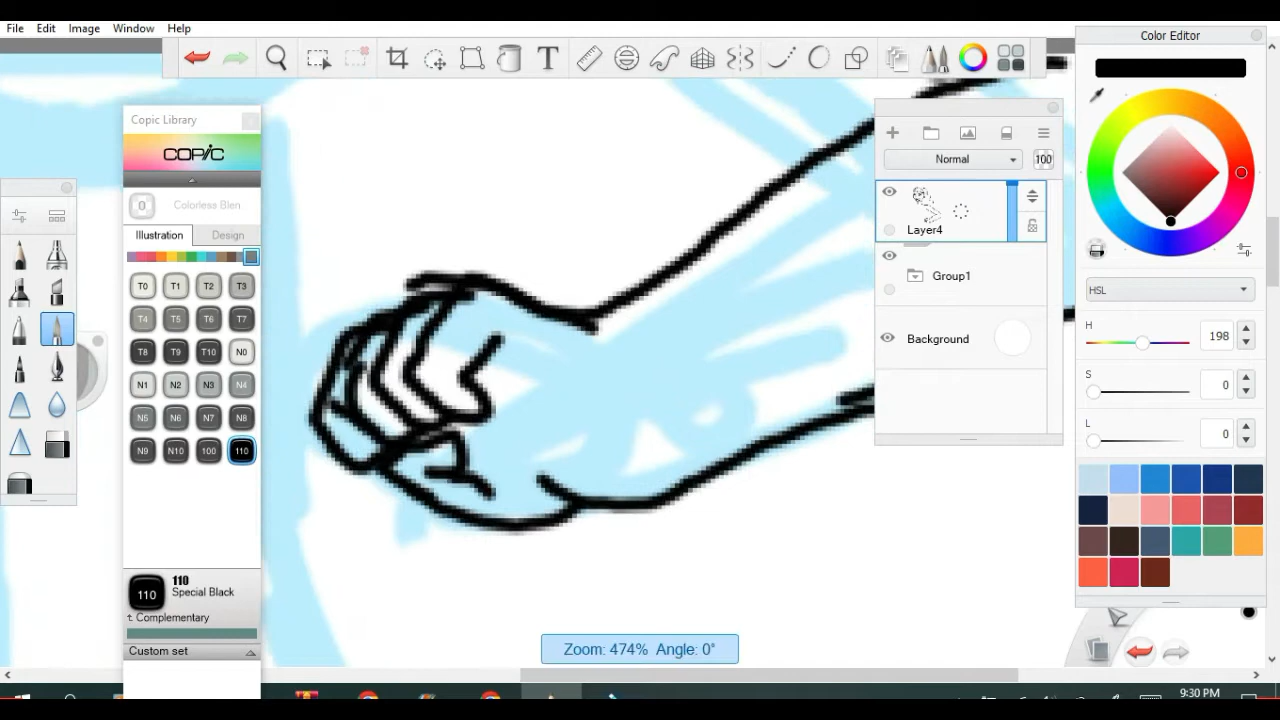 File Edit Image Window Help
Color Editor
Copic Library
COPIC
0 Colorless Blen
Illustration Design
T0 T1 T2 T3
T4 T5 T6 T7
T8 T9 T10 N0
N1 N2 N3 N4
N5 N6 N7 N8
N9 N10 100 110
110
110 Special Black
Complementary
Custom set
T
Normal 100
Layer4
Group1
Background
HSL
H 198
S 0
L 0
Zoom: 474% Angle: 0°
9:30 PM